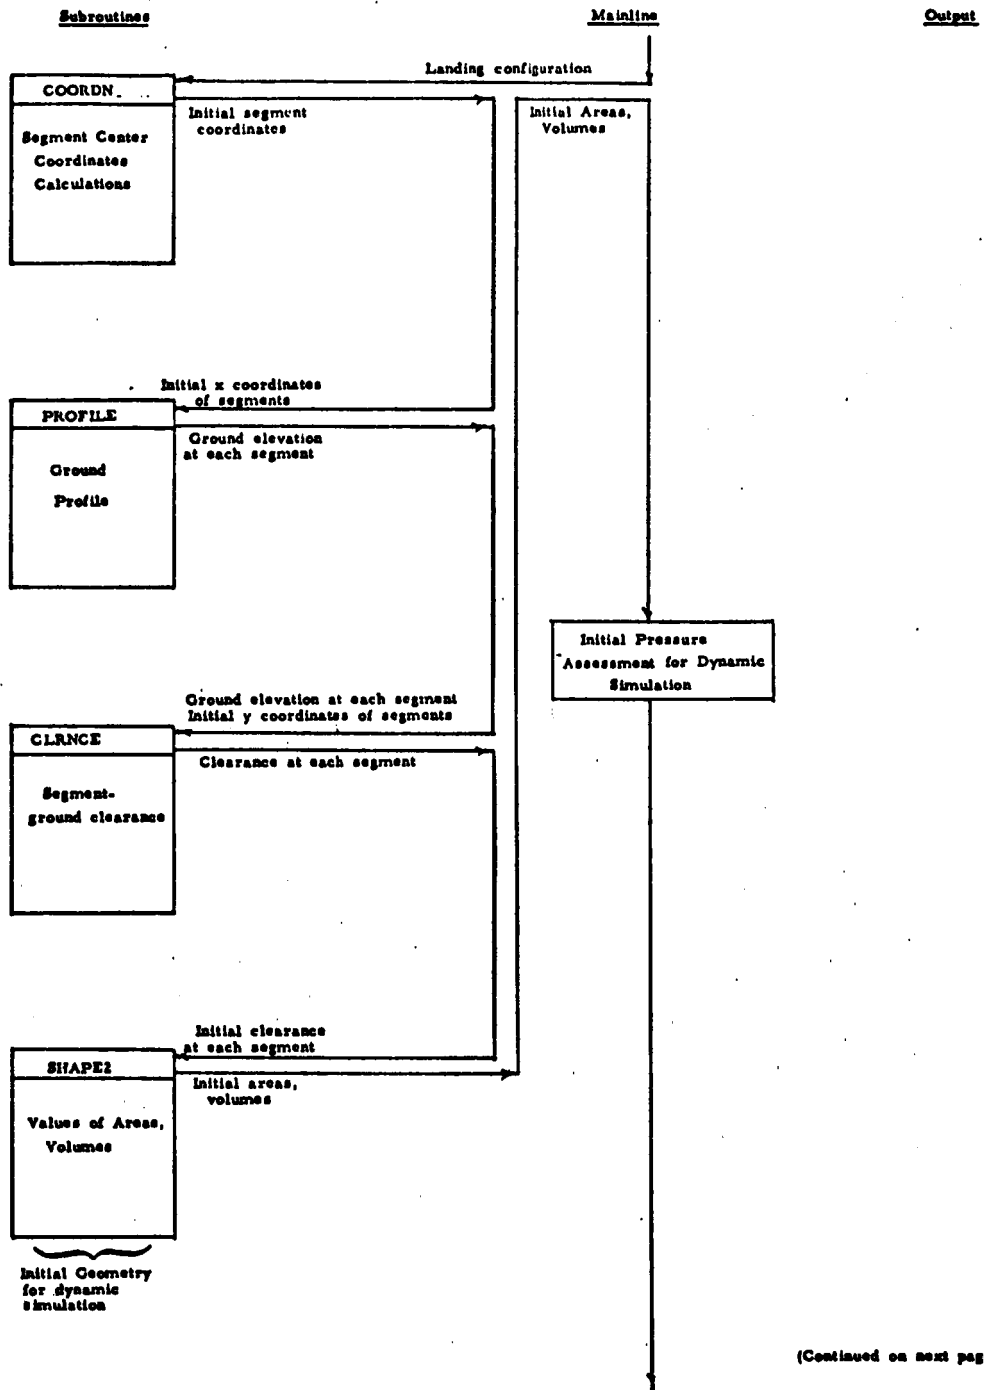 Subroutines
Mainline
Output
Landing configuration
COORDN
Initial segment
coordinates
Initial Areas,
Volumes
Segment Center
Coordinates
Calculations
Initial x coordinates
of segments
PROFILE
Ground elevation
at each segment
Ground
Profile
Initial Pressure
Assessment for Dynamic
Simulation
Ground elevation at each segment
Initial y coordinates of segments
CLRNCE
Clearance at each segment
Segment-
ground clearance
Initial clearance
at each segment
SHAPE2
Initial areas,
volumes
Values of Areas,
Volumes
Initial Geometry
for dynamic
simulation
(Continued on next pag